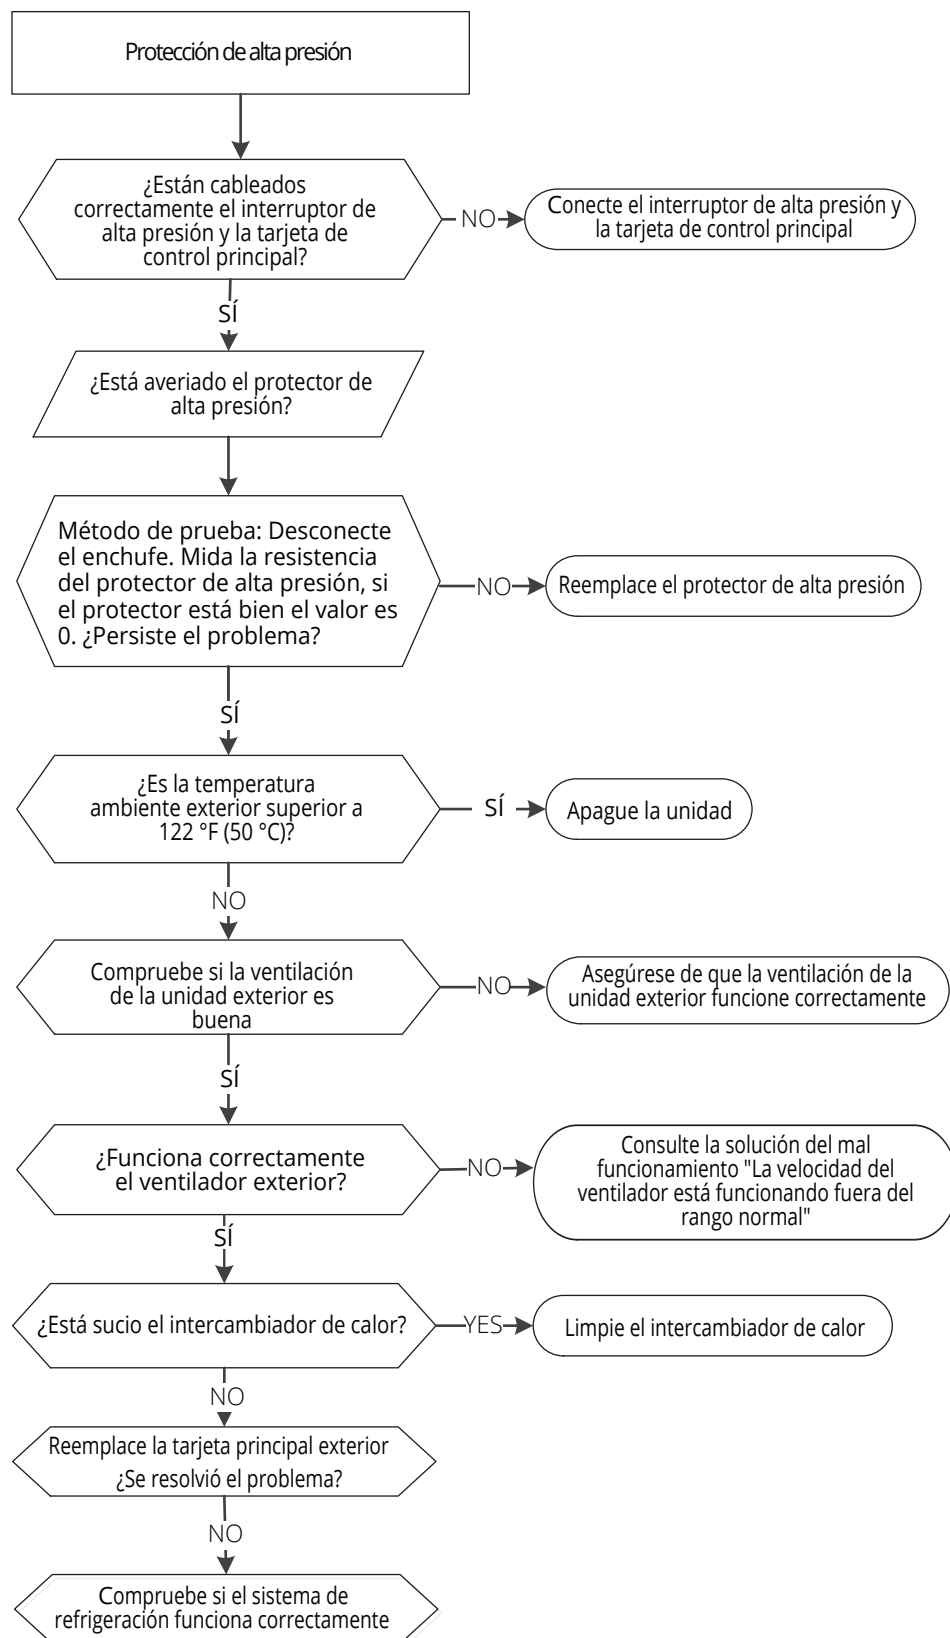 Protección de alta presión
¿Están cableados
correctamente el interruptor de
alta presión y la tarjeta de
control principal?
NO
Conecte el interruptor de alta presión y
la tarjeta de control principal
SÍ
¿Está averiado el protector de
alta presión?
Método de prueba: Desconecte
el enchufe. Mida la resistencia
del protector de alta presión, si
el protector está bien el valor es
0. ¿Persiste el problema?
NO
Reemplace el protector de alta presión
SÍ
¿Es la temperatura
ambiente exterior superior a
122 °F (50 °C)?
SÍ
Apague la unidad
NO
Compruebe si la ventilación
de la unidad exterior es
buena
NO
Asegúrese de que la ventilación de la
unidad exterior funcione correctamente
SÍ
¿Funciona correctamente
el ventilador exterior?
NO
Consulte la solución del mal
funcionamiento "La velocidad del
ventilador está funcionando fuera del
rango normal"
SÍ
¿Está sucio el intercambiador de calor?
YES
Limpie el intercambiador de calor
NO
Reemplace la tarjeta principal exterior
¿Se resolvió el problema?
NO
Compruebe si el sistema de
refrigeración funciona correctamente